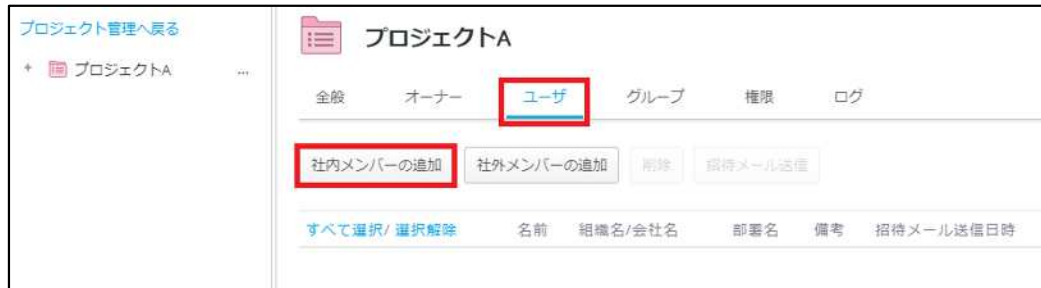 プロジェクト管理へ戻る
+ プロジェクトA ...
プロジェクトA
全般 オーナー ユーザ グループ 権限 ログ
社内メンバーの追加 社外メンバーの追加 削除 招待メール送信
すべて選択/ 選択解除 名前 組織名/会社名 部署名 備考 招待メール送信日時